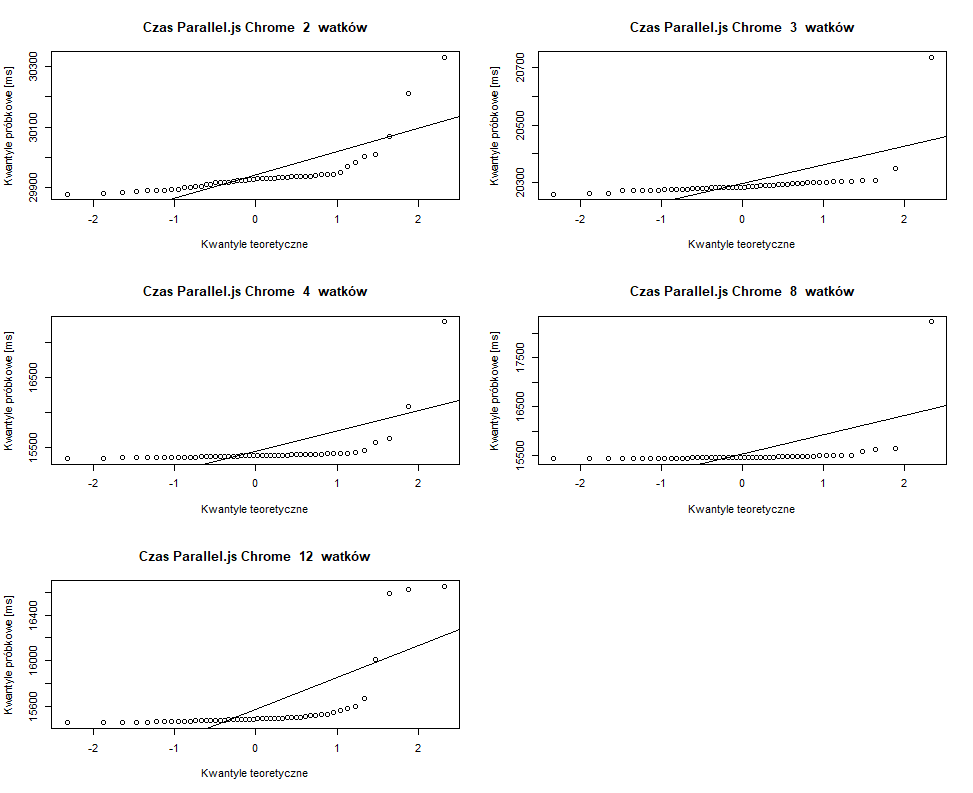 Czas Parallel.js Chrome 2 watków
Kwantyle próbkowe [ms]
30300
30100
29900
-2 -1 0 1 2
Kwantyle teoretyczne
Czas Parallel.js Chrome 3 watków
Kwantyle próbkowe [ms]
20700
20500
20300
-2 -1 0 1 2
Kwantyle teoretyczne
Czas Parallel.js Chrome 4 watków
Kwantyle próbkowe [ms]
16500
15500
-2 -1 0 1 2
Kwantyle teoretyczne
Czas Parallel.js Chrome 8 watków
Kwantyle próbkowe [ms]
17500
16500
15500
-2 -1 0 1 2
Kwantyle teoretyczne
Czas Parallel.js Chrome 12 watków
Kwantyle próbkowe [ms]
16400
16000
15600
-2 -1 0 1 2
Kwantyle teoretyczne